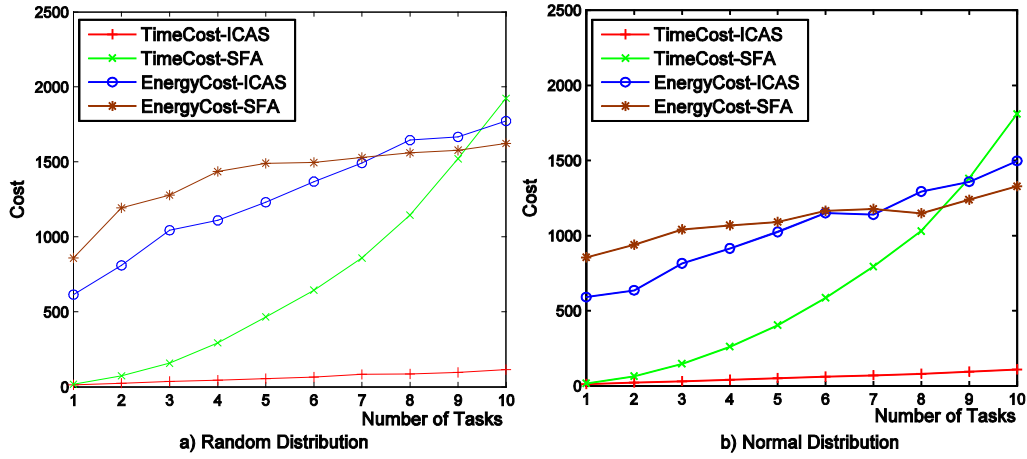 2500
2000
1500
1000
500
0
Cost
TimeCost-ICAS
TimeCost-SFA
EnergyCost-ICAS
EnergyCost-SFA
1 2 3 4 5 6 7 8 9 10
Number of Tasks
a) Random Distribution
2500
2000
1500
1000
500
0
Cost
TimeCost-ICAS
TimeCost-SFA
EnergyCost-ICAS
EnergyCost-SFA
1 2 3 4 5 6 7 8 9 10
Number of Tasks
b) Normal Distribution